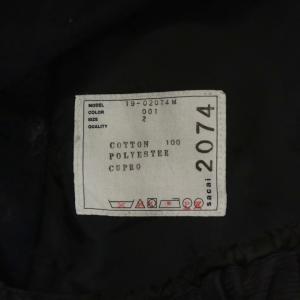 MODEL 19-02074M
COLOR 001
SIZE 2
QUALITY
COTTON 100
POLYESTER
CUPRO
sacai 2074